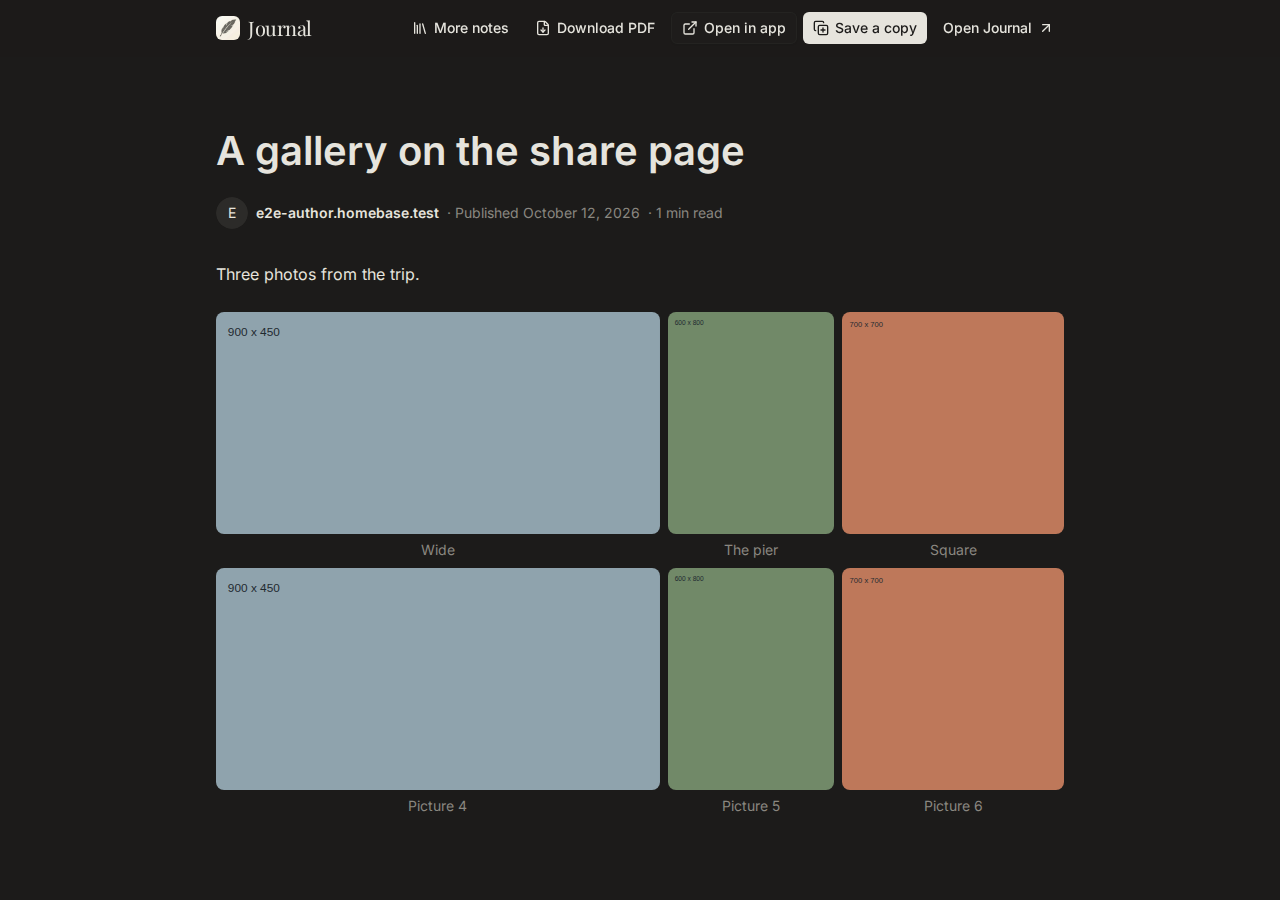 Journal
More notes
Download PDF
Open in app
Save a copy
Open Journal
A gallery on the share page
E
e2e-author.homebase.test · Published October 12, 2026 · 1 min read
Three photos from the trip.
900 x 450
600 x 800
700 x 700
Wide
The pier
Square
900 x 450
600 x 800
700 x 700
Picture 4
Picture 5
Picture 6